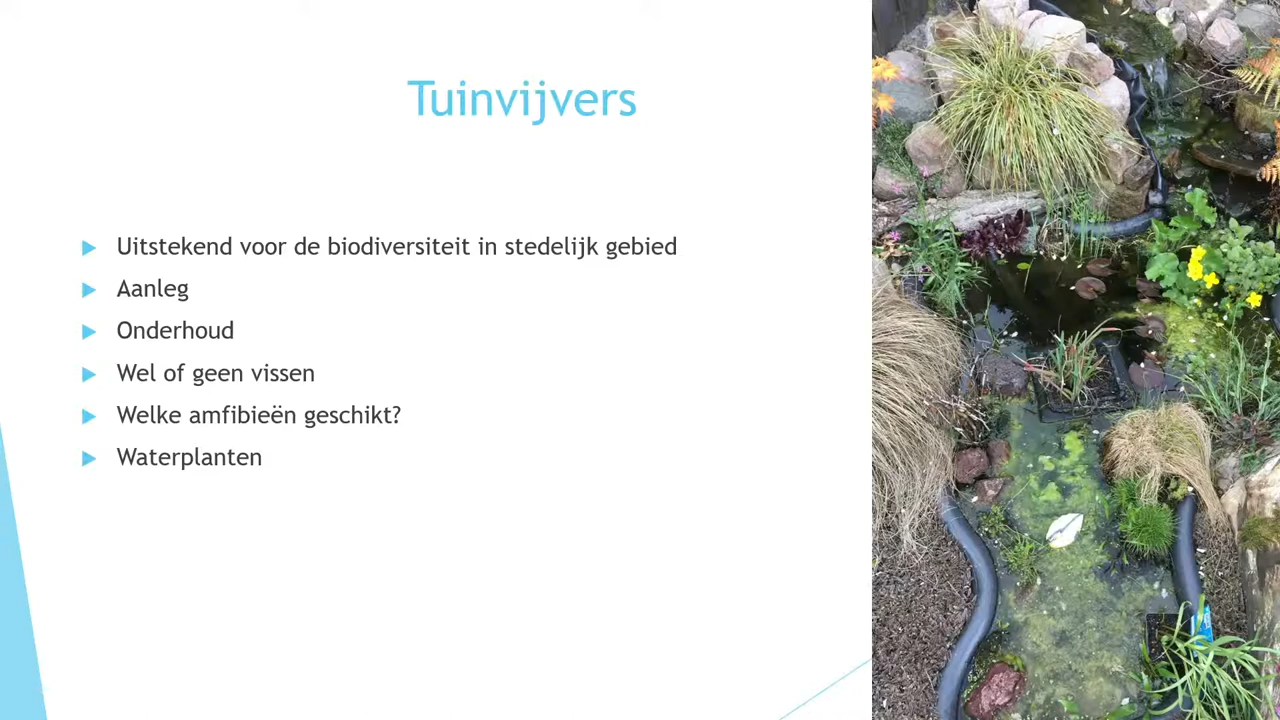 Tuinvijvers
Uitstekend voor de biodiversiteit in stedelijk gebied
Aanleg
Onderhoud
Wel of geen vissen
Welke amfibieën geschikt?
Waterplanten